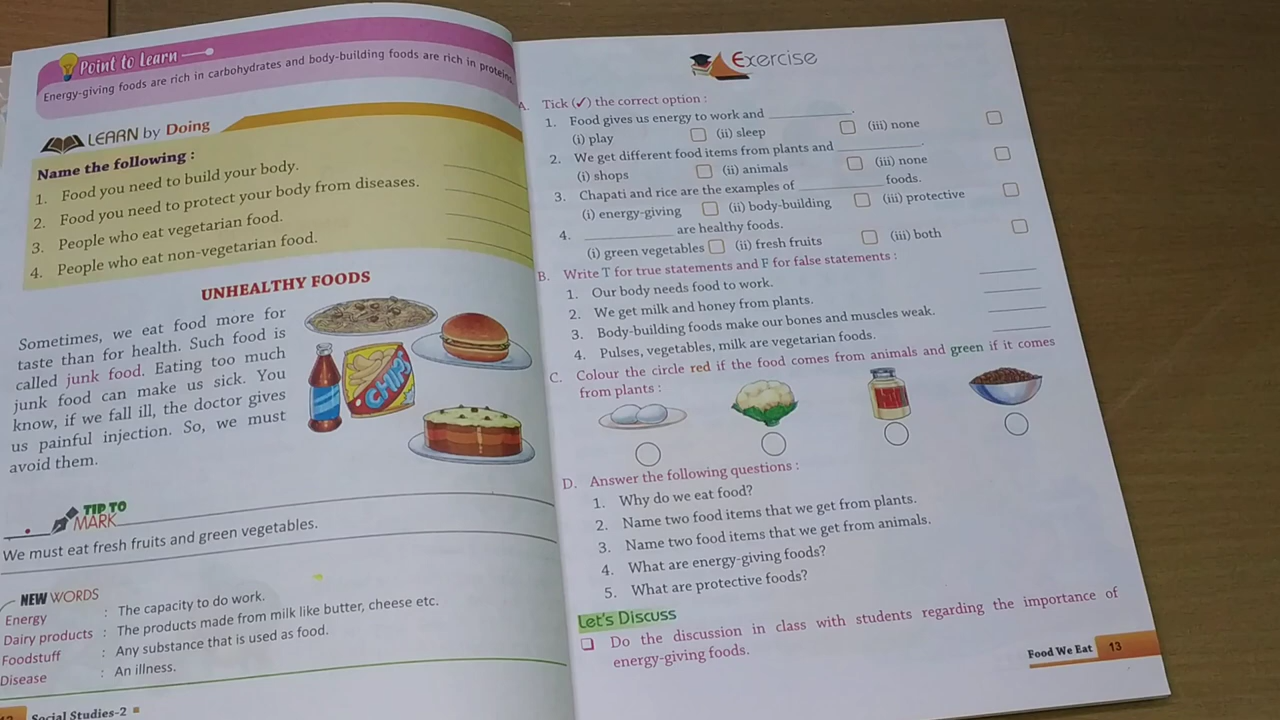 Point to Learn
Energy-giving foods are rich in carbohydrates and body-building foods are rich in proteins
LEARN by Doing
Name the following :
1. Food you need to build your body.
2. Food you need to protect your body from diseases.
3. People who eat vegetarian food.
4. People who eat non-vegetarian food.
UNHEALTHY FOODS
Sometimes, we eat food more for
taste than for health. Such food is
called junk food. Eating too much
junk food can make us sick. You
know, if we fall ill, the doctor gives
us painful injection. So, we must
avoid them.
CHIPS
TIP TO
MARK
We must eat fresh fruits and green vegetables.
NEW WORDS
Energy : The capacity to do work.
Dairy products : The products made from milk like butter, cheese etc.
Foodstuff : Any substance that is used as food.
Disease : An illness.
Social Studies-2
Exercise
A. Tick (✓) the correct option :
1. Food gives us energy to work and __________.
(i) play (ii) sleep (iii) none
2. We get different food items from plants and __________.
(i) shops (ii) animals (iii) none
3. Chapati and rice are the examples of __________ foods.
(i) energy-giving (ii) body-building (iii) protective
4. __________ are healthy foods.
(i) green vegetables (ii) fresh fruits (iii) both
B. Write T for true statements and F for false statements :
1. Our body needs food to work.
2. We get milk and honey from plants.
3. Body-building foods make our bones and muscles weak.
4. Pulses, vegetables, milk are vegetarian foods.
C. Colour the circle red if the food comes from animals and green if it comes
from plants :
D. Answer the following questions :
1. Why do we eat food?
2. Name two food items that we get from plants.
3. Name two food items that we get from animals.
4. What are energy-giving foods?
5. What are protective foods?
Let's Discuss
❑ Do the discussion in class with students regarding the importance of
energy-giving foods.
Food We Eat 13